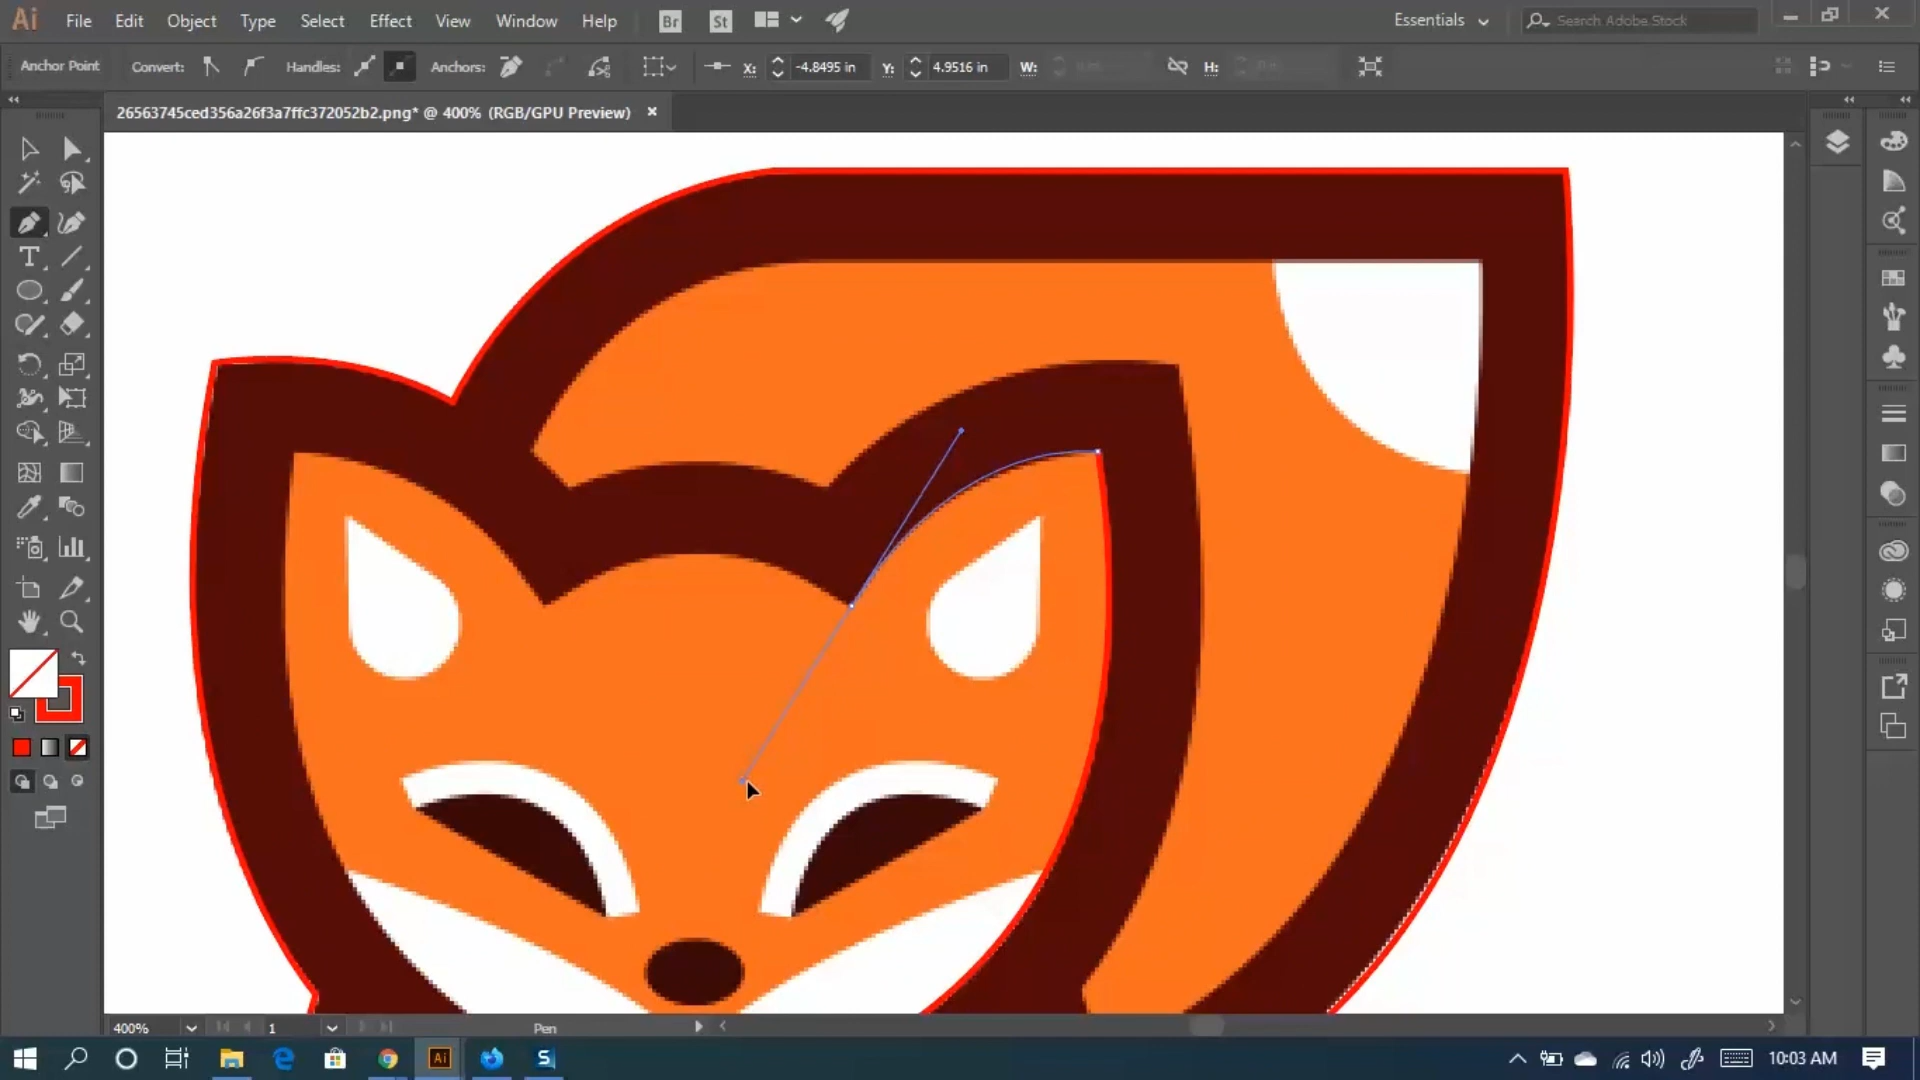 Ai File Edit Object Type Select Effect View Window Help Br St Essentials Search Adobe Stock
Anchor Point Convert: Handles: Anchors: X: -4.8495 in Y: 4.9516 in W: H:
26563745ced356a26f3a7ffc372052b2.png* @ 400% (RGB/GPU Preview)
400% 1 Pen
Ai S 10:03 AM